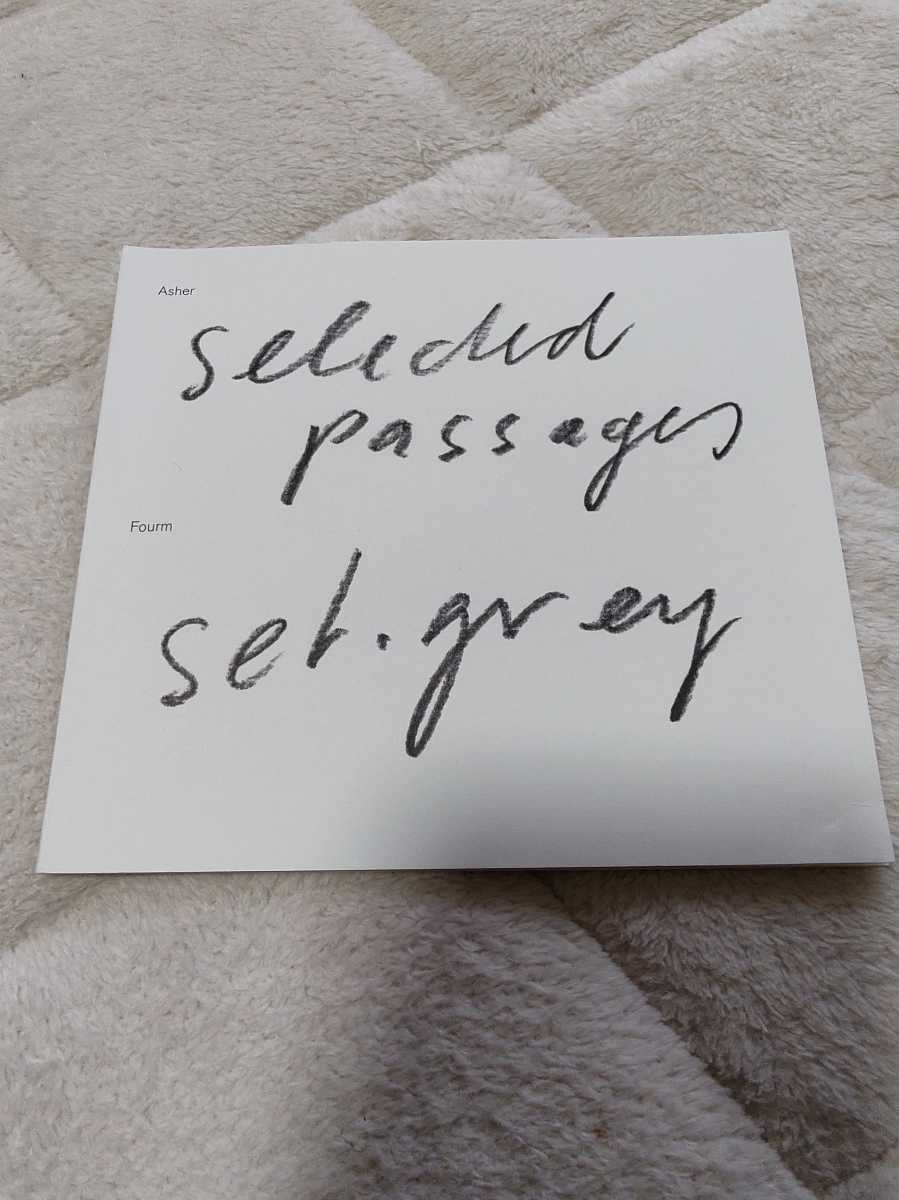 Asher
selected
passages
Fourm
set.grey